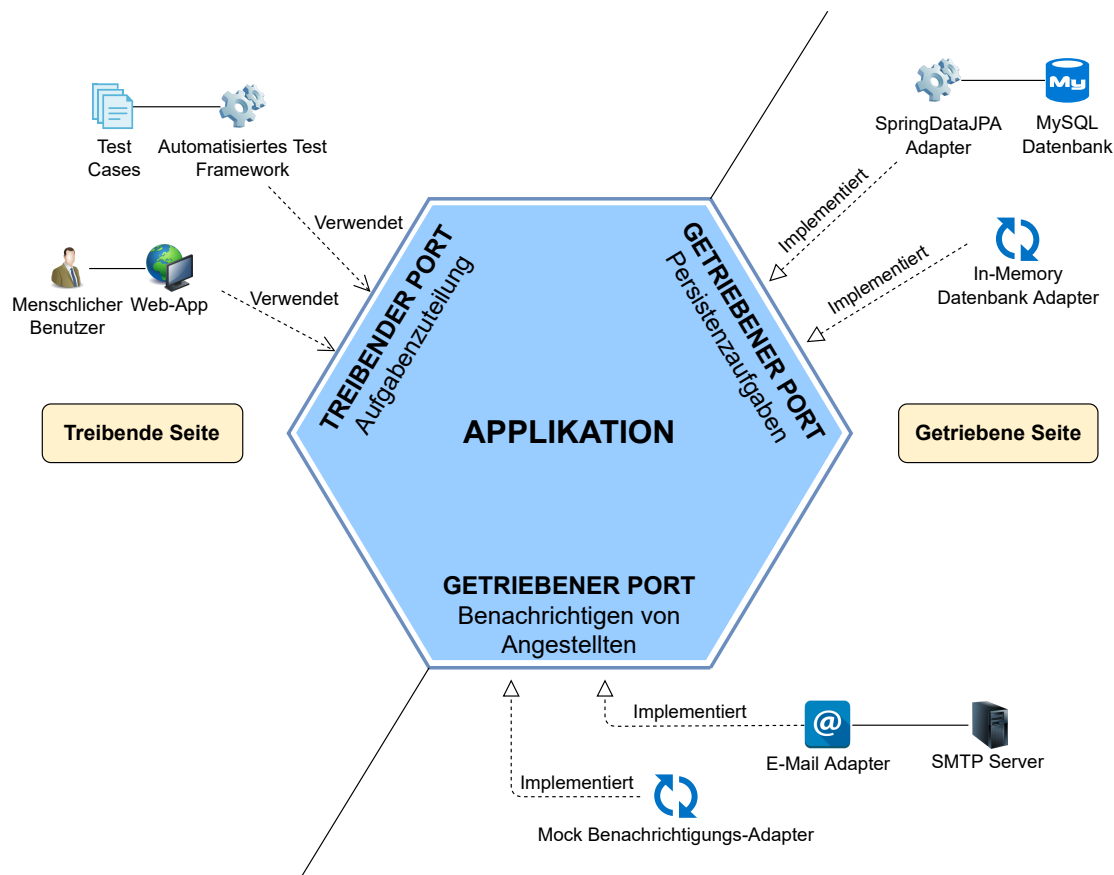 Test
Cases
Automatisiertes Test
Framework
Verwendet
Menschlicher
Benutzer
Web-App
Verwendet
Treibende Seite
TREIBENDER PORT
Aufgabenzuteilung
APPLIKATION
GETRIEBENER PORT
Persistenzaufgaben
SpringDataJPA
Adapter
My
MySQL
Datenbank
Implementiert
In-Memory
Datenbank Adapter
Implementiert
Getriebene Seite
GETRIEBENER PORT
Benachrichtigen von
Angestellten
Implementiert
@
E-Mail Adapter
SMTP Server
Implementiert
Mock Benachrichtigungs-Adapter